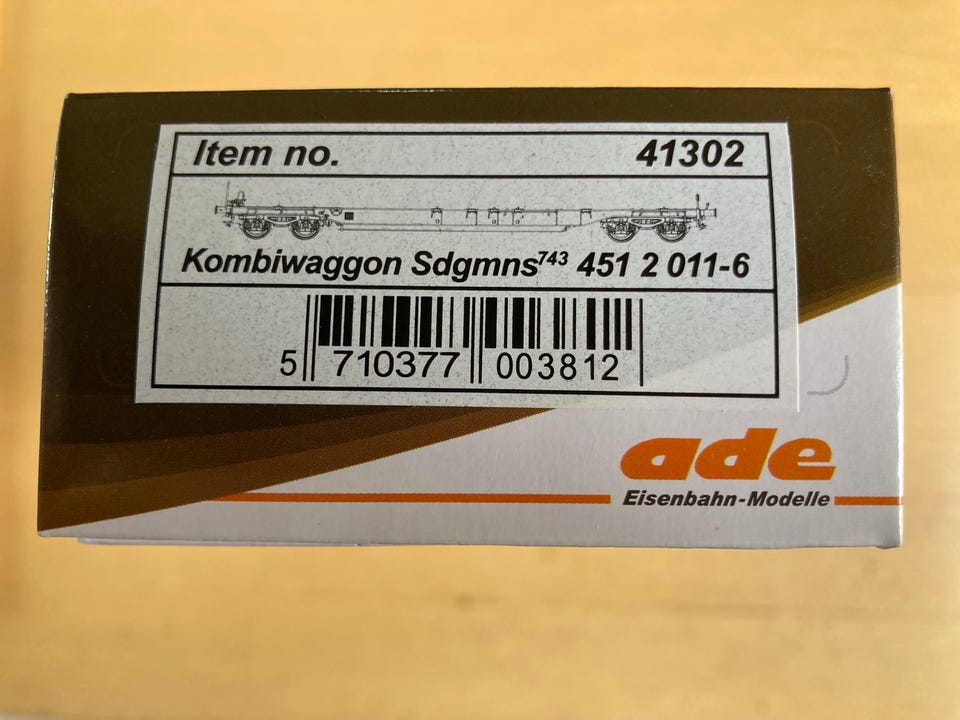 Item no. 41302
Kombiwaggon Sdgmns⁷⁴³ 451 2 011-6
5 710377 003812
ade
Eisenbahn-Modelle